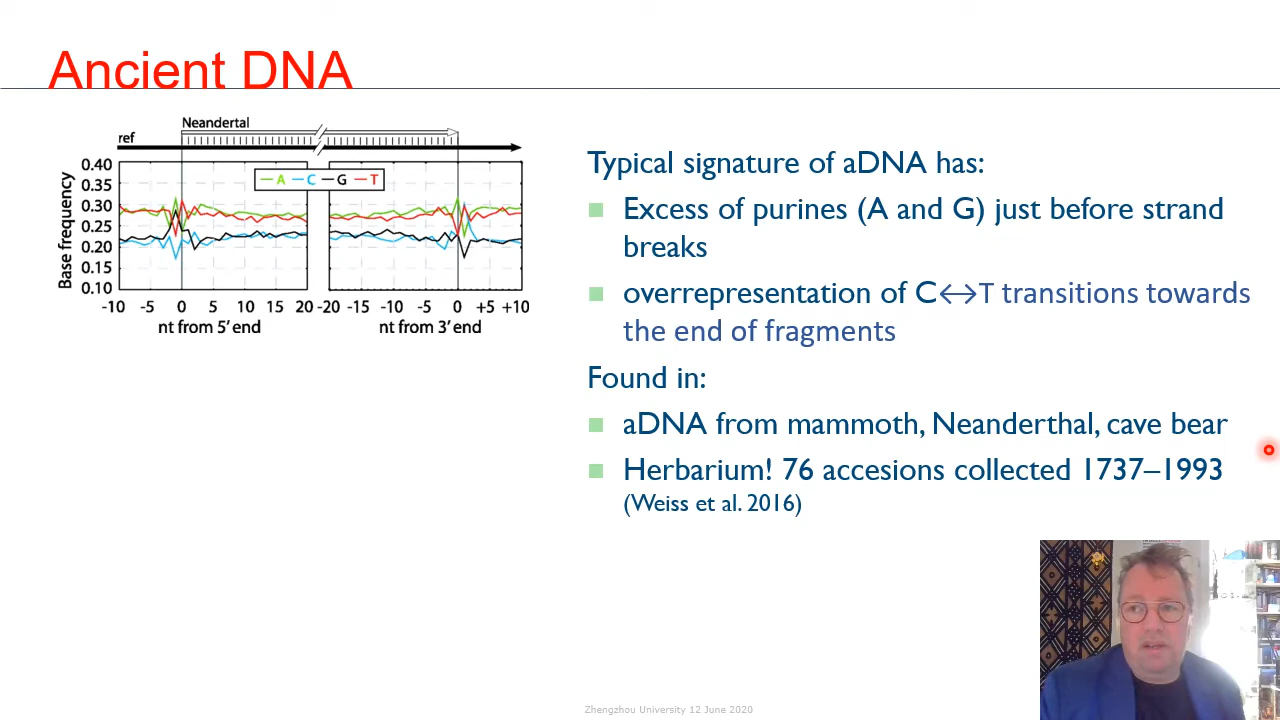 Ancient DNA
Neandertal
ref
A C G T
Base frequency
0.40
0.35
0.30
0.25
0.20
0.15
0.10
-10 -5 0 5 10 15 20 -20 -15 -10 -5 0 +5 +10
nt from 5' end nt from 3' end
Typical signature of aDNA has:
Excess of purines (A and G) just before strand
breaks
overrepresentation of C↔T transitions towards
the end of fragments
Found in:
aDNA from mammoth, Neanderthal, cave bear
Herbarium! 76 accesions collected 1737–1993
(Weiss et al. 2016)
Zhengzhou University 12 June 2020